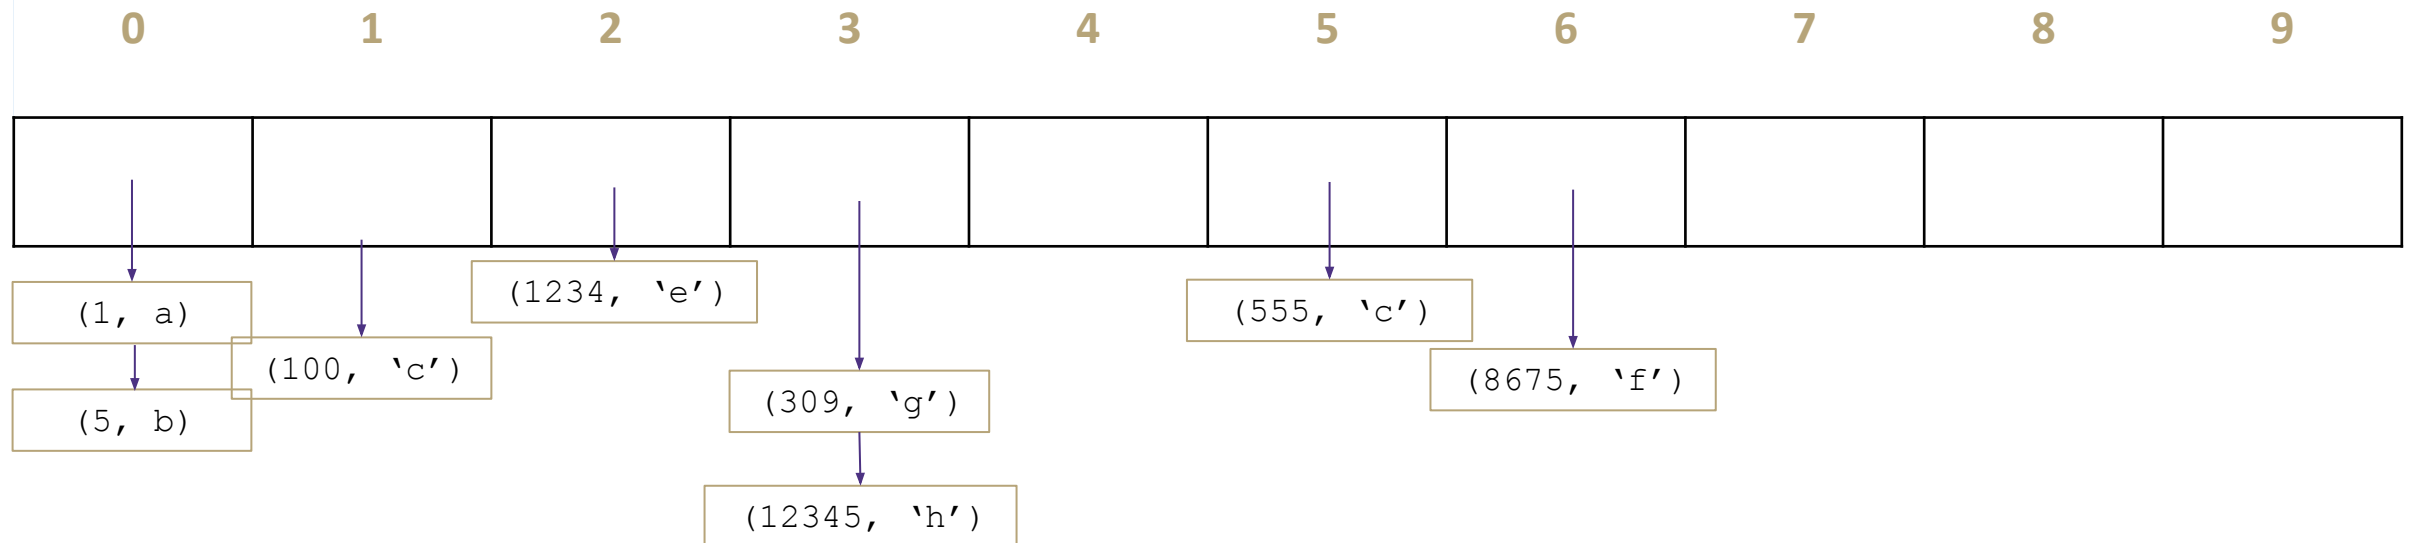 0 1 2 3 4 5 6 7 8 9
(1, a)
(5, b)
(100, ‘c’)
(1234, ‘e’)
(309, ‘g’)
(12345, ‘h’)
(555, ‘c’)
(8675, ‘f’)